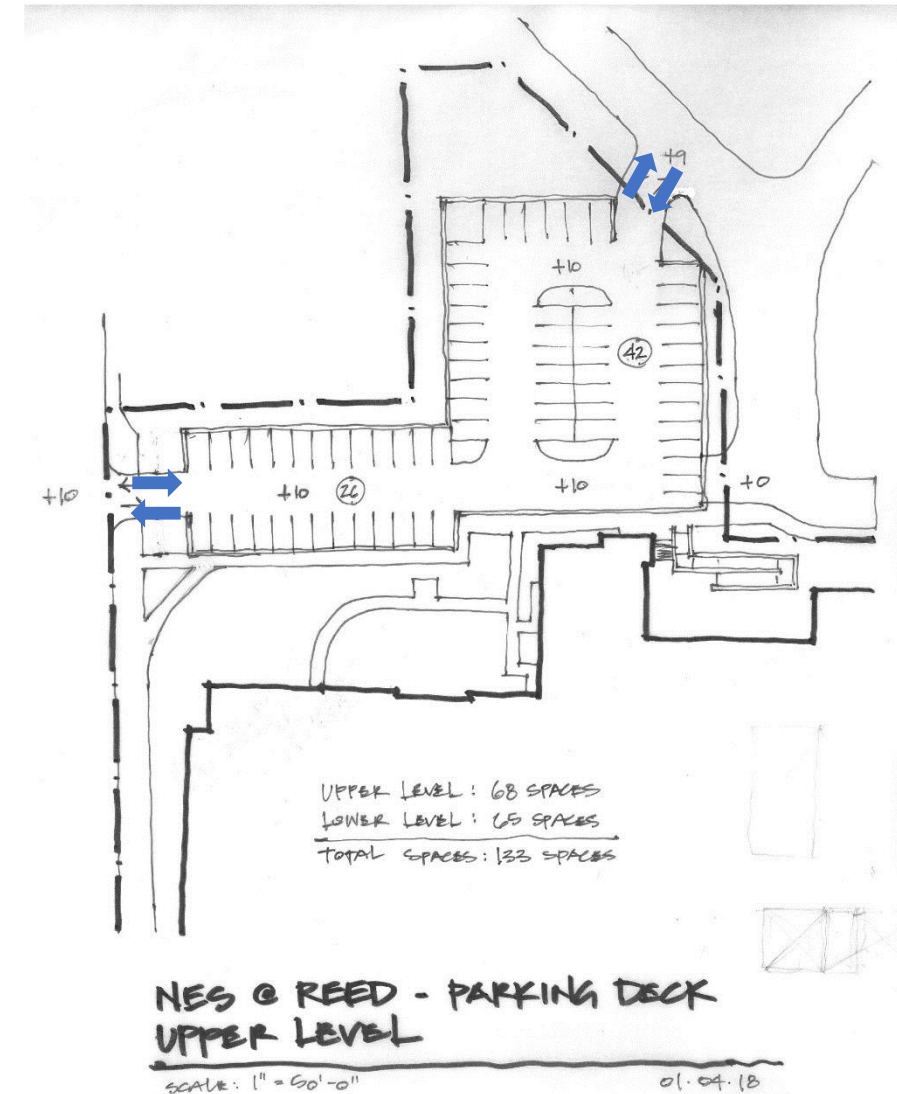 +9
+10
42
+10
+10 26
+10
+0
UPPER LEVEL: 68 SPACES
LOWER LEVEL: 65 SPACES
TOTAL SPACES: 133 SPACES
NES @ REED - PARKING DECK
UPPER LEVEL
SCALE: 1" = 50'-0"
01.04.18